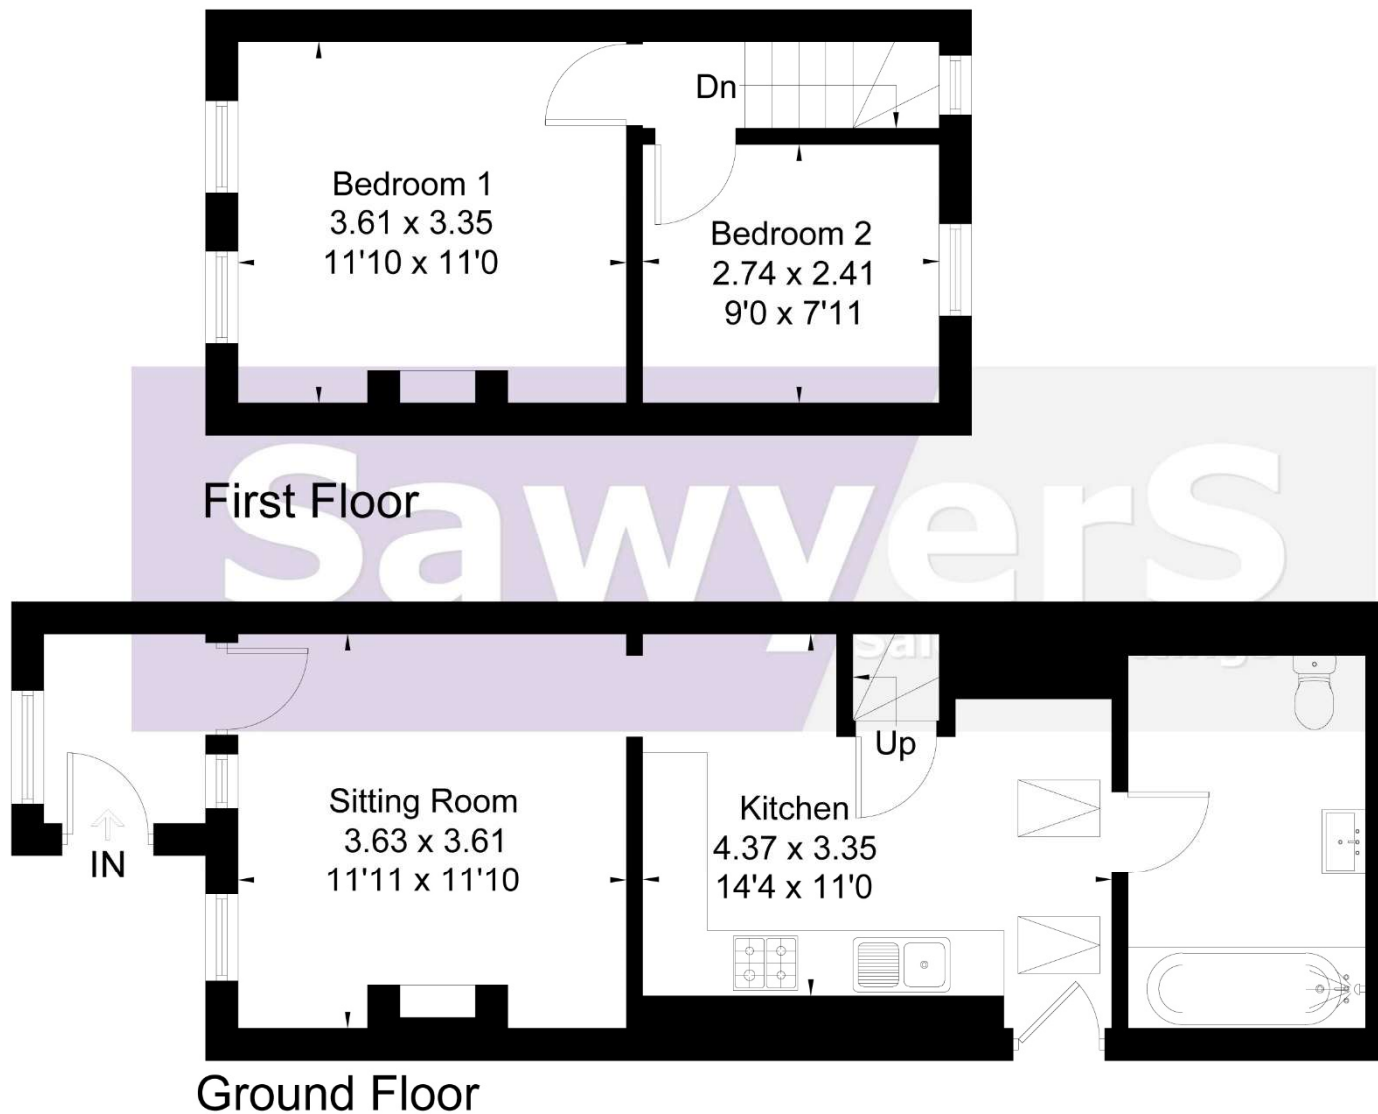 Dn
Bedroom 1
3.61 x 3.35
11'10 x 11'0
Bedroom 2
2.74 x 2.41
9'0 x 7'11
First Floor
SawyerS
Up
Sitting Room
3.63 x 3.61
11'11 x 11'10
Kitchen
4.37 x 3.35
14'4 x 11'0
IN
Ground Floor